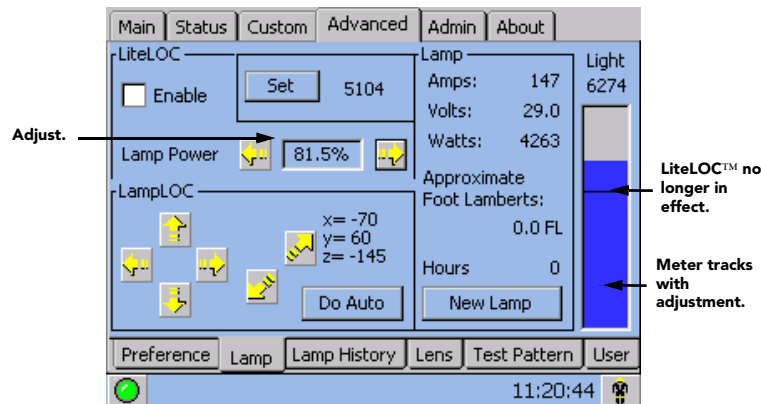 Main Status Custom Advanced Admin About
LiteLOC
Enable
Set 5104
Lamp Power 81.5%
LampLOC
x= -70
y= 60
z= -145
Do Auto
Lamp
Amps: 147
Volts: 29.0
Watts: 4263
Approximate
Foot Lamberts:
0.0 FL
Hours 0
New Lamp
Light
6274
Preference Lamp Lamp History Lens Test Pattern User
11:20:44
Adjust.
LiteLOC™ no
longer in
effect.
Meter tracks
with
adjustment.